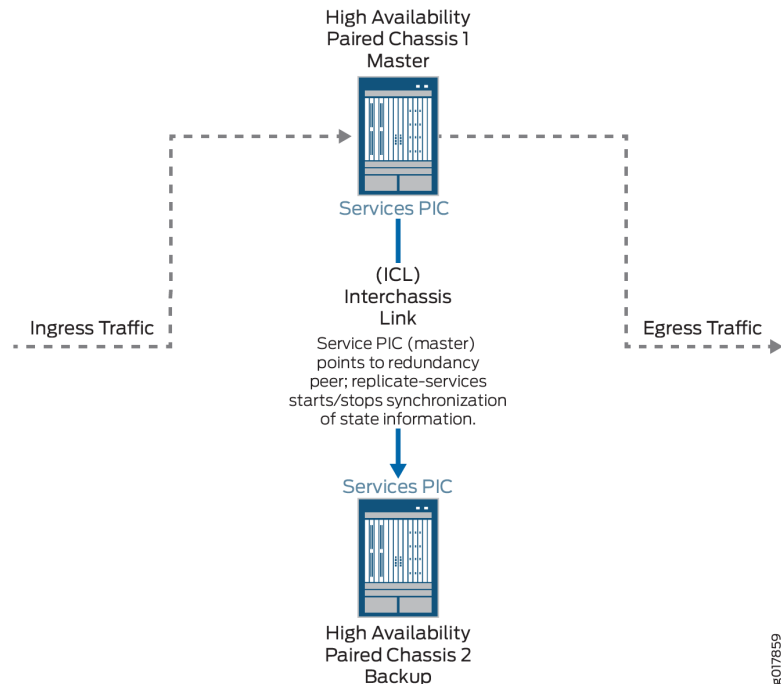 High Availability
Paired Chassis 1
Master
Services PIC
(ICL)
Interchassis
Link
Ingress Traffic
Egress Traffic
Service PIC (master)
points to redundancy
peer; replicate-services
starts/stops synchronization
of state information.
Services PIC
High Availability
Paired Chassis 2
Backup
g017859